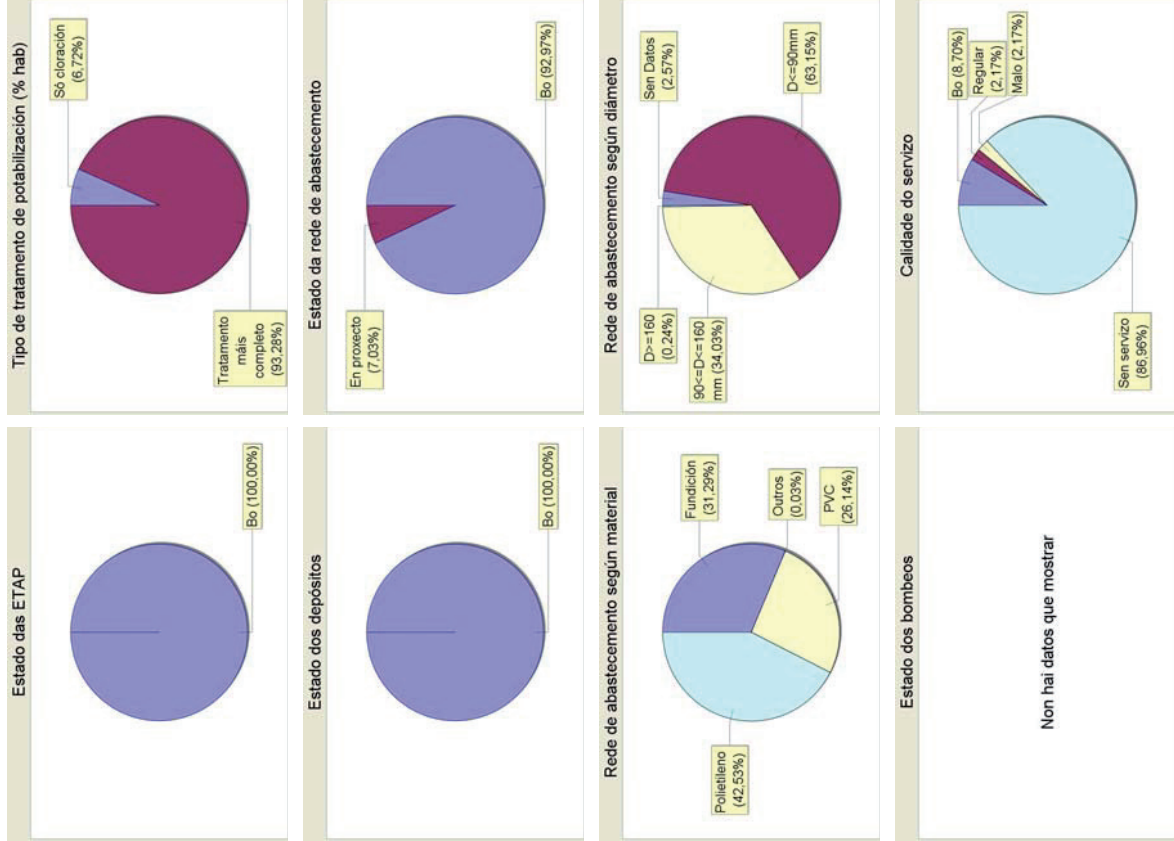 Estado das ETAP
Bo (100,00%)
Tipo de tratamento de potabilización (% hab)
Só cloración
(6,72%)
Tratamento
máis
completo
(93,28%)
Estado dos depósitos
Bo (100,00%)
Estado da rede de abastecemento
En proxecto
(7,03%)
Bo (92,97%)
Rede de abastecemento según material
Fundición
(31,29%)
Polietileno
(42,53%)
Outros
(0,03%)
PVC
(26,14%)
Rede de abastecemento según diámetro
D>=160
(0,24%)
Sen Datos
(2,57%)
90<=D<=160
mm (34,03%)
D<=90mm
(63,15%)
Estado dos bombeos
Non hai datos que mostrar
Calidade do servizo
Bo (8,70%)
Regular
(2,17%)
Malo (2,17%)
Sen servizo
(86,96%)